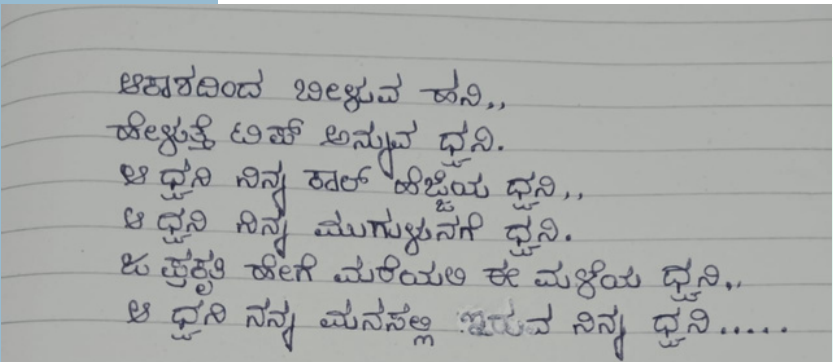 ಆಕಾಶದಿಂದ ಬೀಳುವ ಹನಿ,,
ಹೇಳುತ್ತೆ ಟಿಪ್ ಅನ್ನುವ ಧ್ವನಿ.
ಆ ಧ್ವನಿ ನಿನ್ನ ಕಾಲ್ ಹೆಜ್ಜೆಯ ಧ್ವನಿ,,
ಆ ಧ್ವನಿ ನಿನ್ನ ಮುಗುಳುನಗೆ ಧ್ವನಿ.
ಪ್ರಕೃತಿ ಹೇಗೆ ಮರೆಯಲಿ ಈ ಮಳೆಯ ಧ್ವನಿ..
ಆ ಧ್ವನಿ ನನ್ನ ಮನಸಲ್ಲಿ ಇರುವ ನಿನ್ನ ಧ್ವನಿ.....